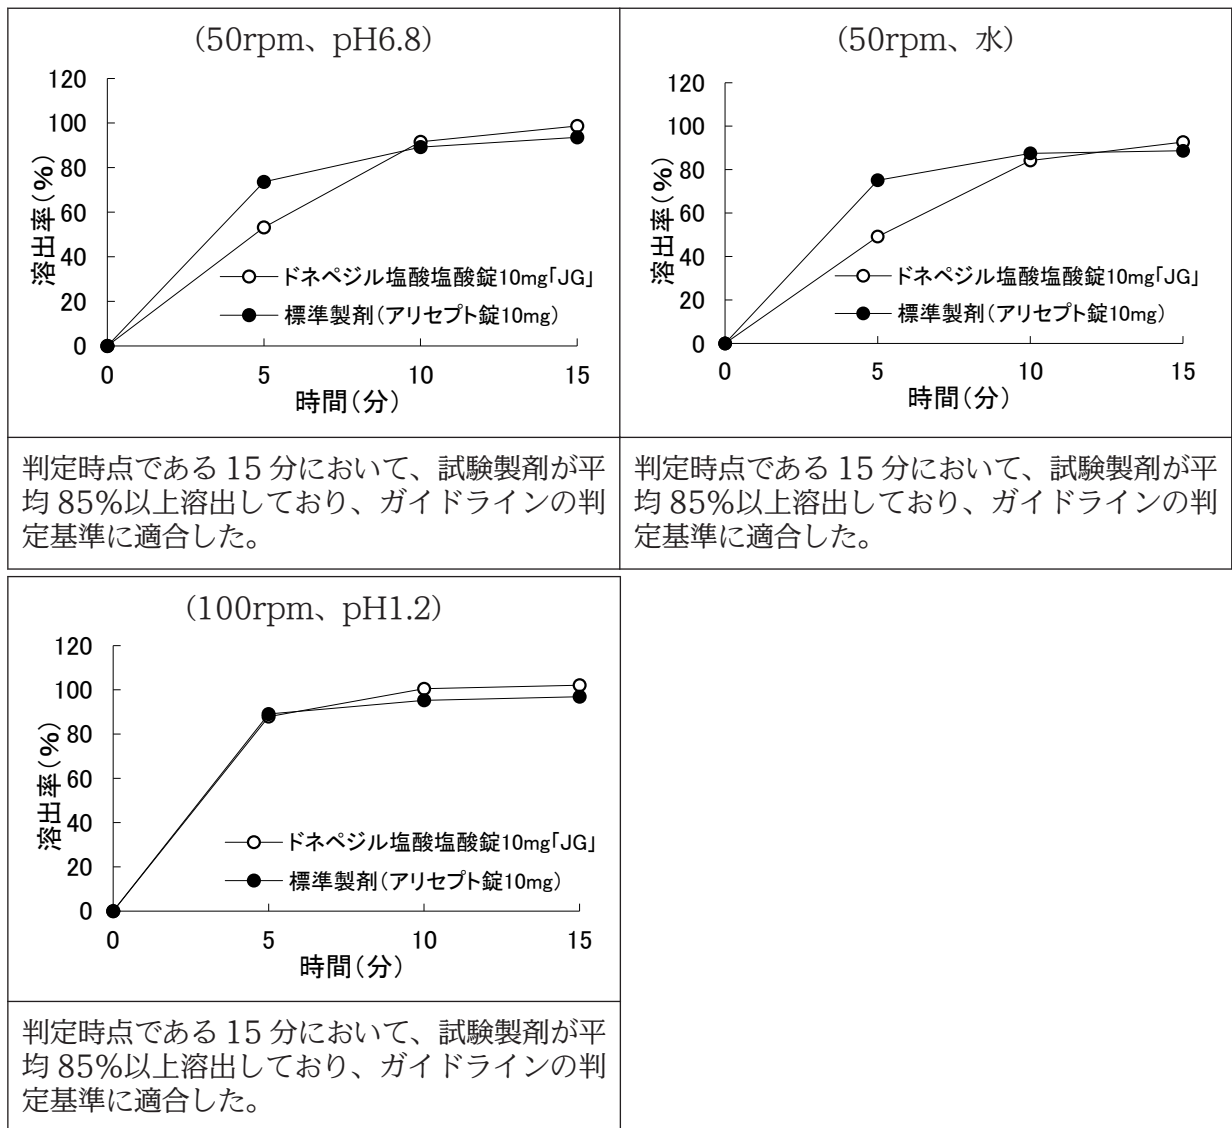 (50rpm、pH6.8)
120
100
80
60
40
20
0
溶出率(%)
0 5 10 15
時間(分)
ドネペジル塩酸塩酸錠10mg「JG」
標準製剤(アリセプト錠10mg)
判定時点である 15 分において、試験製剤が平
均 85%以上溶出しており、ガイドラインの判
定基準に適合した。
(50rpm、水)
120
100
80
60
40
20
0
溶出率(%)
0 5 10 15
時間(分)
ドネペジル塩酸塩酸錠10mg「JG」
標準製剤(アリセプト錠10mg)
判定時点である 15 分において、試験製剤が平
均 85%以上溶出しており、ガイドラインの判
定基準に適合した。
(100rpm、pH1.2)
120
100
80
60
40
20
0
溶出率(%)
0 5 10 15
時間(分)
ドネペジル塩酸塩酸錠10mg「JG」
標準製剤(アリセプト錠10mg)
判定時点である 15 分において、試験製剤が平
均 85%以上溶出しており、ガイドラインの判
定基準に適合した。